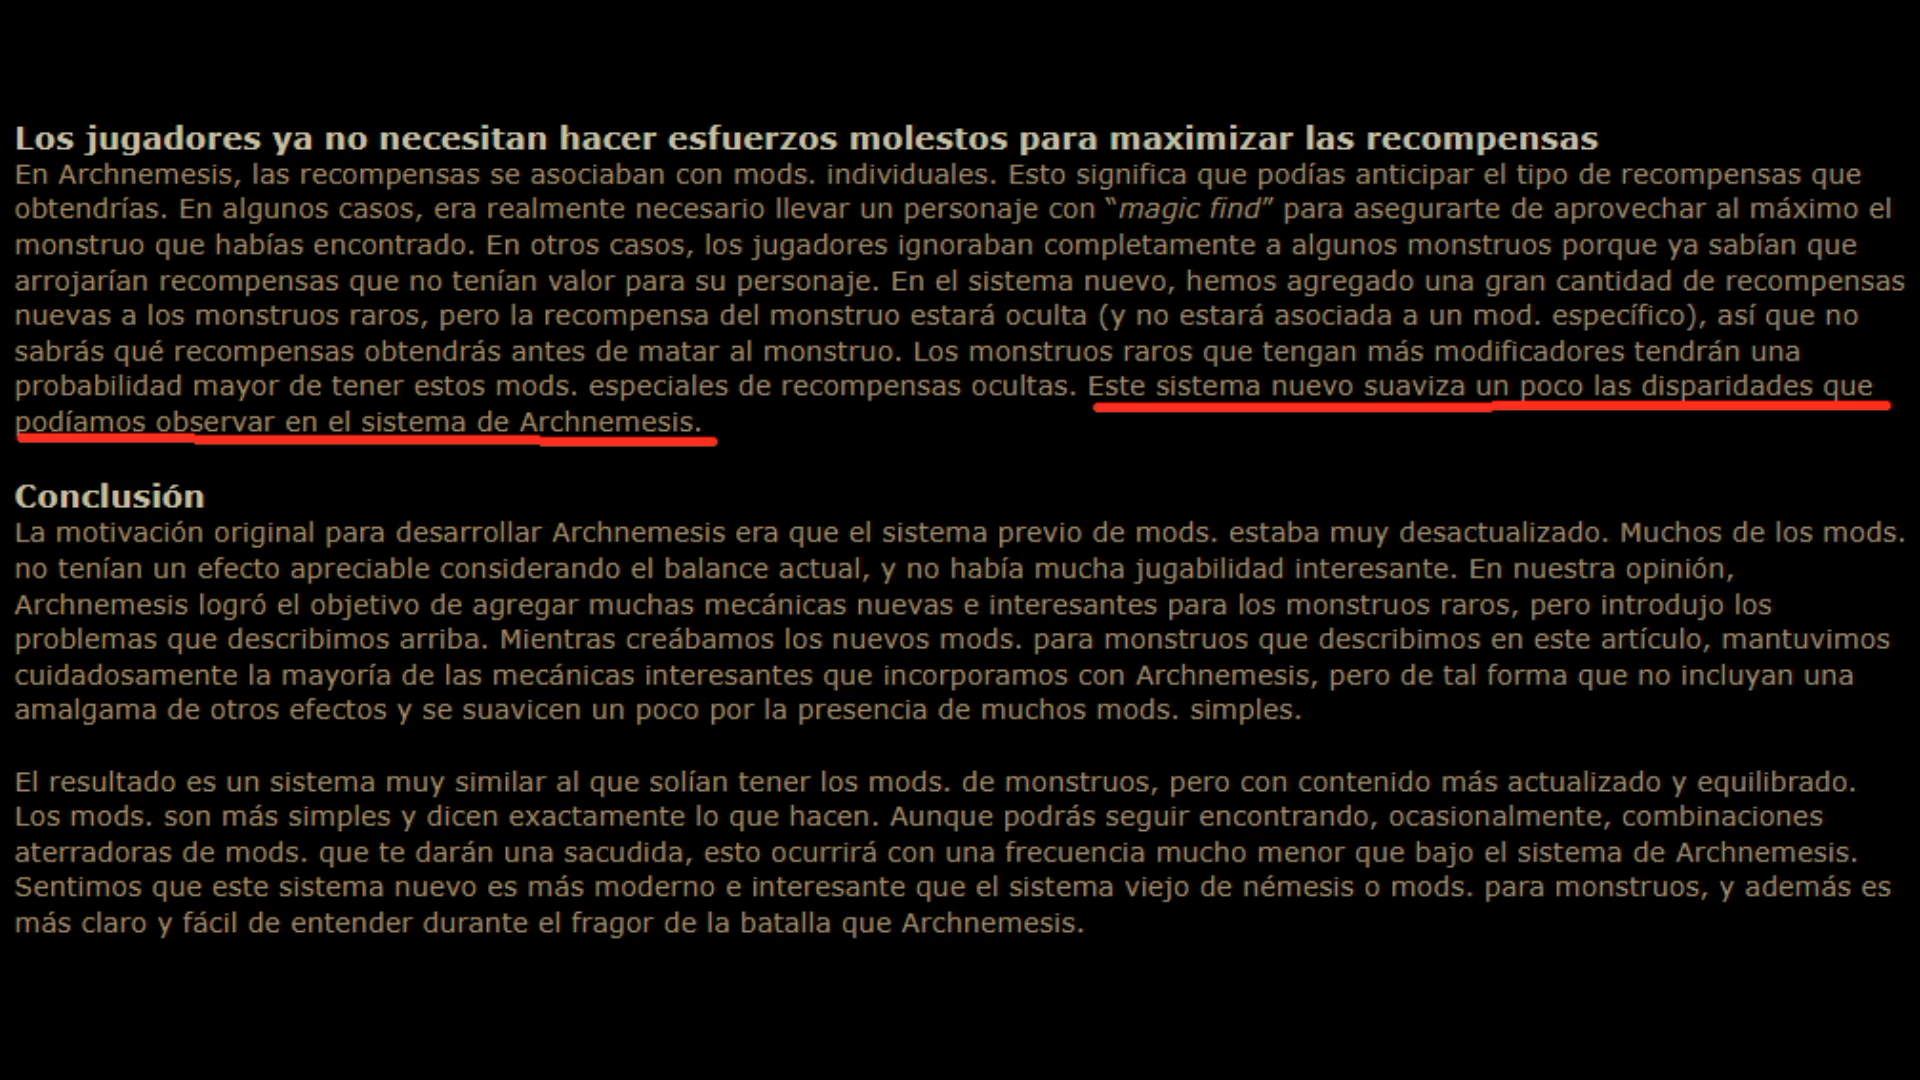 Los jugadores ya no necesitan hacer esfuerzos molestos para maximizar las recompensas
En Archnemesis, las recompensas se asociaban con mods. individuales. Esto significa que podías anticipar el tipo de recompensas que
obtendrías. En algunos casos, era realmente necesario llevar un personaje con “magic find” para asegurarte de aprovechar al máximo el
monstruo que habías encontrado. En otros casos, los jugadores ignoraban completamente a algunos monstruos porque ya sabían que
arrojarían recompensas que no tenían valor para su personaje. En el sistema nuevo, hemos agregado una gran cantidad de recompensas
nuevas a los monstruos raros, pero la recompensa del monstruo estará oculta (y no estará asociada a un mod. específico), así que no
sabrás qué recompensas obtendrás antes de matar al monstruo. Los monstruos raros que tengan más modificadores tendrán una
probabilidad mayor de tener estos mods. especiales de recompensas ocultas. Este sistema nuevo suaviza un poco las disparidades que
podíamos observar en el sistema de Archnemesis.
Conclusión
La motivación original para desarrollar Archnemesis era que el sistema previo de mods. estaba muy desactualizado. Muchos de los mods.
no tenían un efecto apreciable considerando el balance actual, y no había mucha jugabilidad interesante. En nuestra opinión,
Archnemesis logró el objetivo de agregar muchas mecánicas nuevas e interesantes para los monstruos raros, pero introdujo los
problemas que describimos arriba. Mientras creábamos los nuevos mods. para monstruos que describimos en este artículo, mantuvimos
cuidadosamente la mayoría de las mecánicas interesantes que incorporamos con Archnemesis, pero de tal forma que no incluyan una
amalgama de otros efectos y se suavicen un poco por la presencia de muchos mods. simples.
El resultado es un sistema muy similar al que solían tener los mods. de monstruos, pero con contenido más actualizado y equilibrado.
Los mods. son más simples y dicen exactamente lo que hacen. Aunque podrás seguir encontrando, ocasionalmente, combinaciones
aterradoras de mods. que te darán una sacudida, esto ocurrirá con una frecuencia mucho menor que bajo el sistema de Archnemesis.
Sentimos que este sistema nuevo es más moderno e interesante que el sistema viejo de némesis o mods. para monstruos, y además es
más claro y fácil de entender durante el fragor de la batalla que Archnemesis.